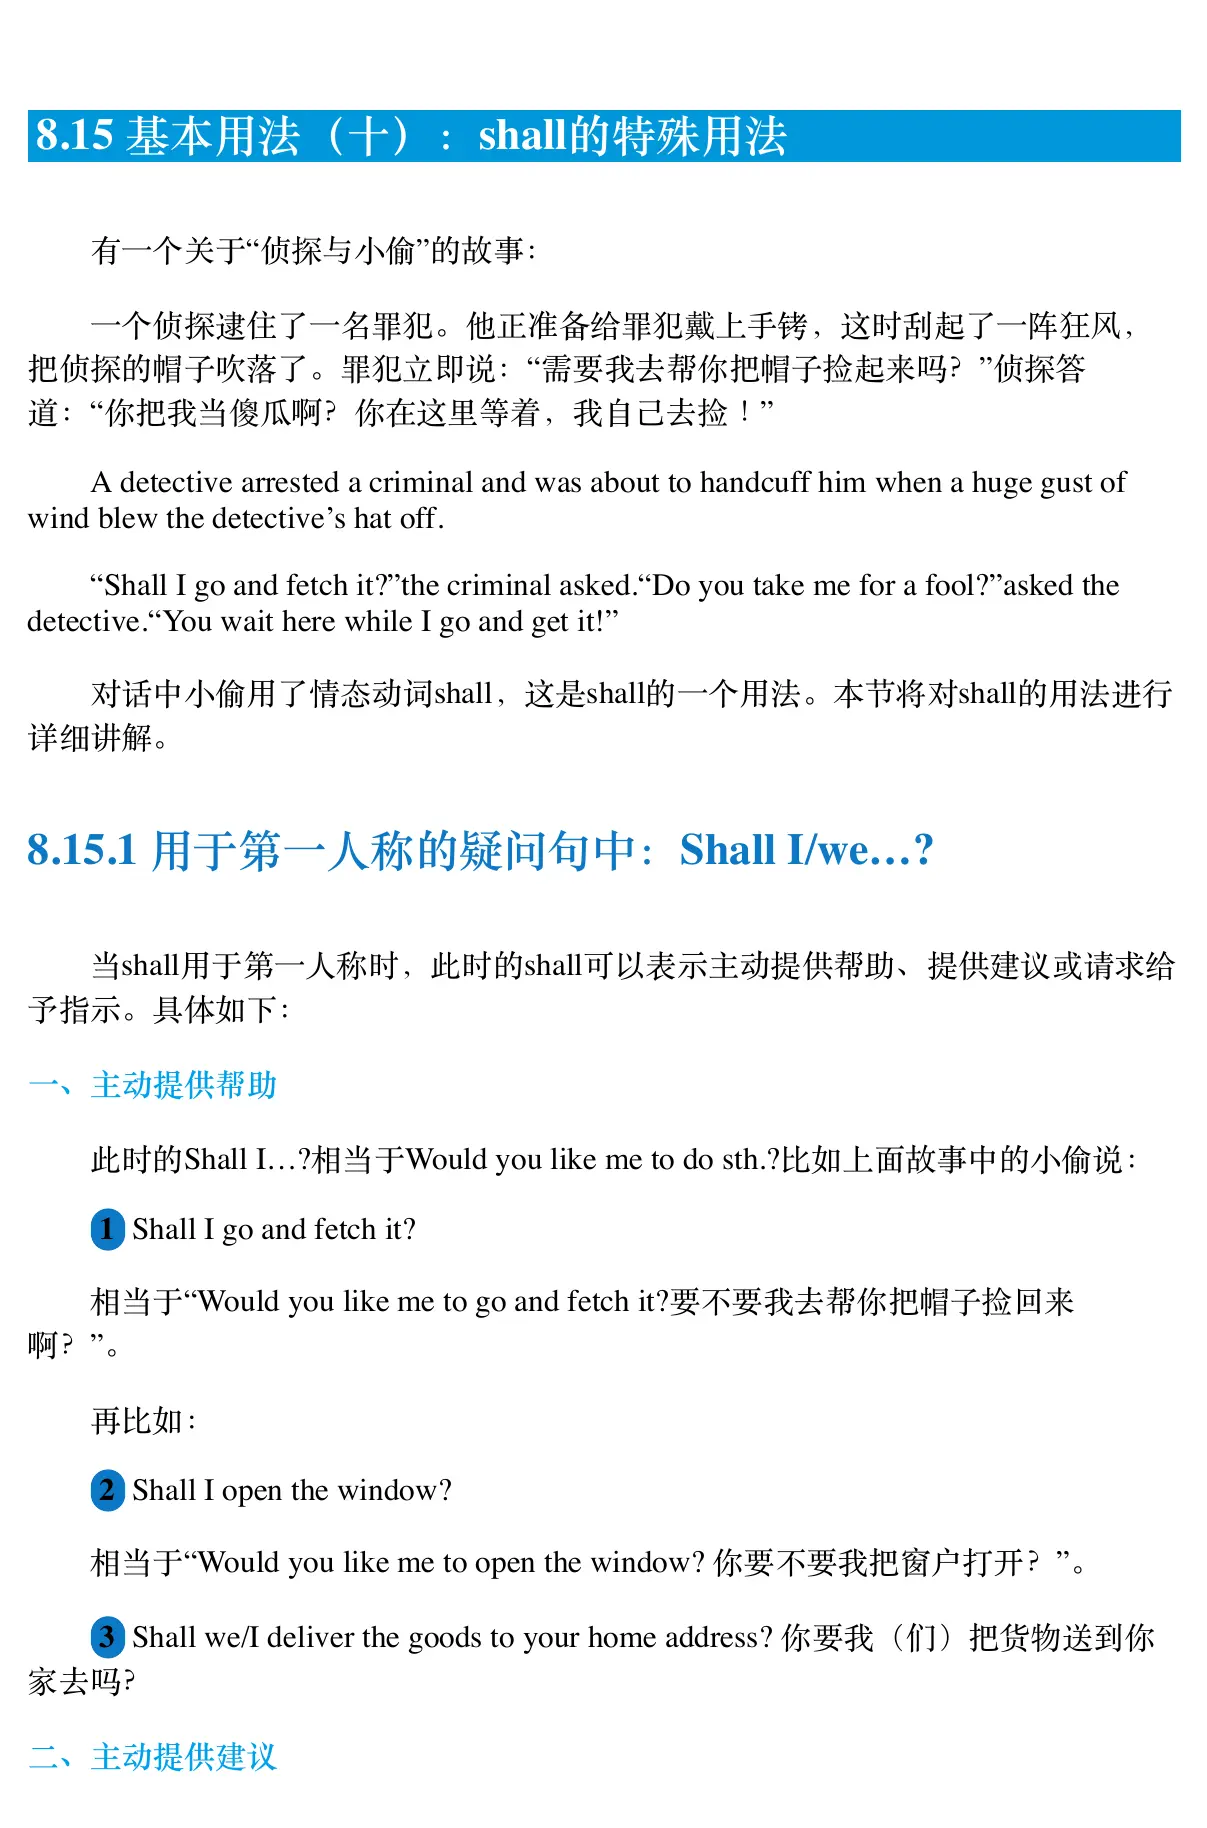 8.15 基本用法（十）：shall的特殊用法
有一个关于“侦探与小偷”的故事：
一个侦探逮住了一名罪犯。他正准备给罪犯戴上手铐，这时刮起了一阵狂风，
把侦探的帽子吹落了。罪犯立即说：“需要我去帮你把帽子捡起来吗？”侦探答
道：“你把我当傻瓜啊？你在这里等着，我自己去捡！”
A detective arrested a criminal and was about to handcuff him when a huge gust of
wind blew the detective’s hat off.
“Shall I go and fetch it?”the criminal asked.“Do you take me for a fool?”asked the
detective.“You wait here while I go and get it!”
对话中小偷用了情态动词shall，这是shall的一个用法。本节将对shall的用法进行
详细讲解。
8.15.1 用于第一人称的疑问句中：Shall I/we…?
当shall用于第一人称时，此时的shall可以表示主动提供帮助、提供建议或请求给
予指示。具体如下：
一、主动提供帮助
此时的Shall I…?相当于Would you like me to do sth.?比如上面故事中的小偷说：
1 Shall I go and fetch it?
相当于“Would you like me to go and fetch it?要不要我去帮你把帽子捡回来
啊？”。
再比如：
2 Shall I open the window?
相当于“Would you like me to open the window? 你要不要我把窗户打开？”。
3 Shall we/I deliver the goods to your home address? 你要我（们）把货物送到你
家去吗?
二、主动提供建议